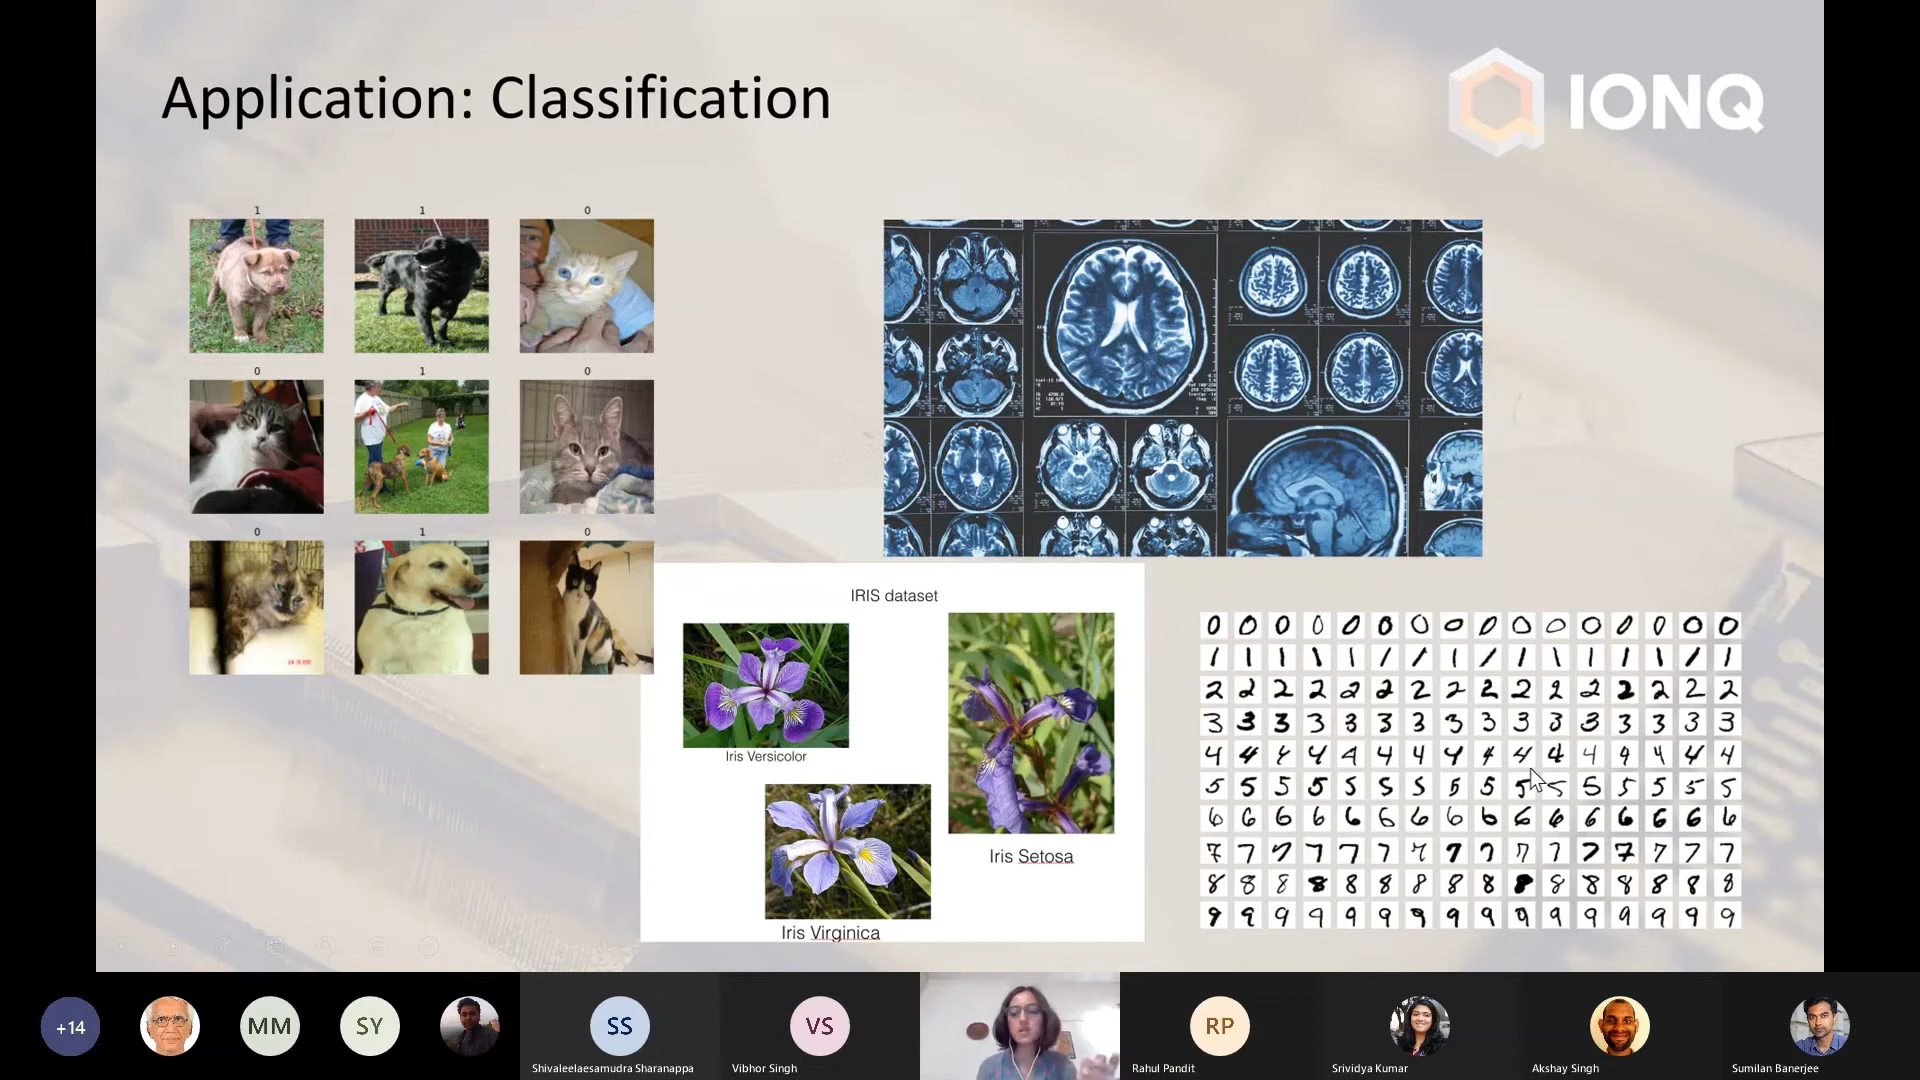 Application: Classification
IONQ
1 1 0
0 1 0
0 1 0
IRIS dataset
Iris Versicolor
Iris Setosa
Iris Virginica
0 0 0 0 0 0 0 0 0 0 0 0 0 0 0 0
1 1 1 1 1 1 1 1 1 1 1 1 1 1 1 1
2 2 2 2 2 2 2 2 2 2 2 2 2 2 2 2
3 3 3 3 3 3 3 3 3 3 3 3 3 3 3 3
4 4 4 4 4 4 4 4 4 4 4 4 4 4 4 4
5 5 5 5 5 5 5 5 5 5 5 5 5 5 5 5
6 6 6 6 6 6 6 6 6 6 6 6 6 6 6 6
7 7 7 7 7 7 7 7 7 7 7 7 7 7 7 7
8 8 8 8 8 8 8 8 8 8 8 8 8 8 8 8
9 9 9 9 9 9 9 9 9 9 9 9 9 9 9 9
+14 MM SY SS VS RP
Shivaleelaesamudra Sharanappa Vibhor Singh Rahul Pandit Srividya Kumar Akshay Singh Sumilan Banerjee